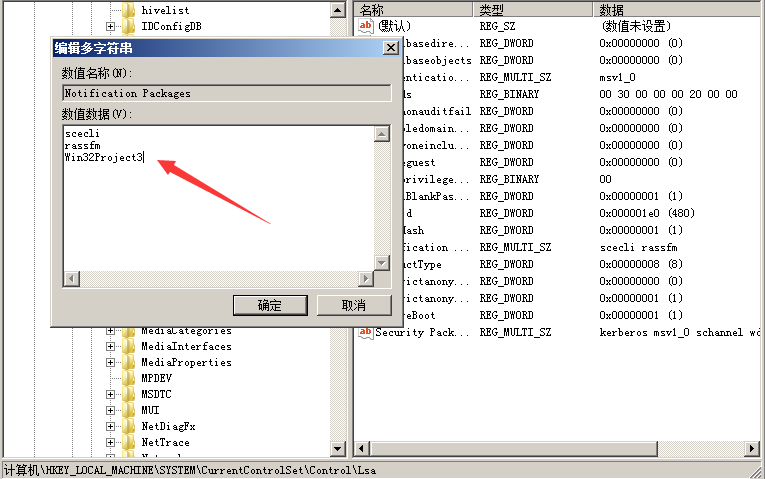 hivelist
IDConfigDB
名称 类型 数据
(默认) REG_SZ (数值未设置)
basedire... REG_DWORD 0x00000000 (0)
baseobjects REG_DWORD 0x00000000 (0)
enticatio... REG_MULTI_SZ msv1_0
ds REG_BINARY 00 30 00 00 00 20 00 00
onauditfail REG_DWORD 0x00000000 (0)
bledomain... REG_DWORD 0x00000000 (0)
yoneinclu... REG_DWORD 0x00000000 (0)
eguest REG_DWORD 0x00000000 (0)
privilege... REG_BINARY 00
BlankPas... REG_DWORD 0x00000001 (1)
d REG_DWORD 0x000001e0 (480)
Hash REG_DWORD 0x00000001 (1)
fication ... REG_MULTI_SZ scecli rassfm
uctType REG_DWORD 0x00000008 (8)
rictanony... REG_DWORD 0x00000000 (0)
rictanony... REG_DWORD 0x00000001 (1)
reBoot REG_DWORD 0x00000001 (1)
Security Pack... REG_MULTI_SZ kerberos msv1_0 schannel wd
编辑多字符串
数值名称(N):
Notification Packages
数值数据(V):
scecli
rassfm
Win32Project3
确定 取消
MediaCategories
MediaInterfaces
MediaProperties
MPDEV
MSDTC
MUI
NetDiagFx
NetTrace
计算机\HKEY_LOCAL_MACHINE\SYSTEM\CurrentControlSet\Control\Lsa